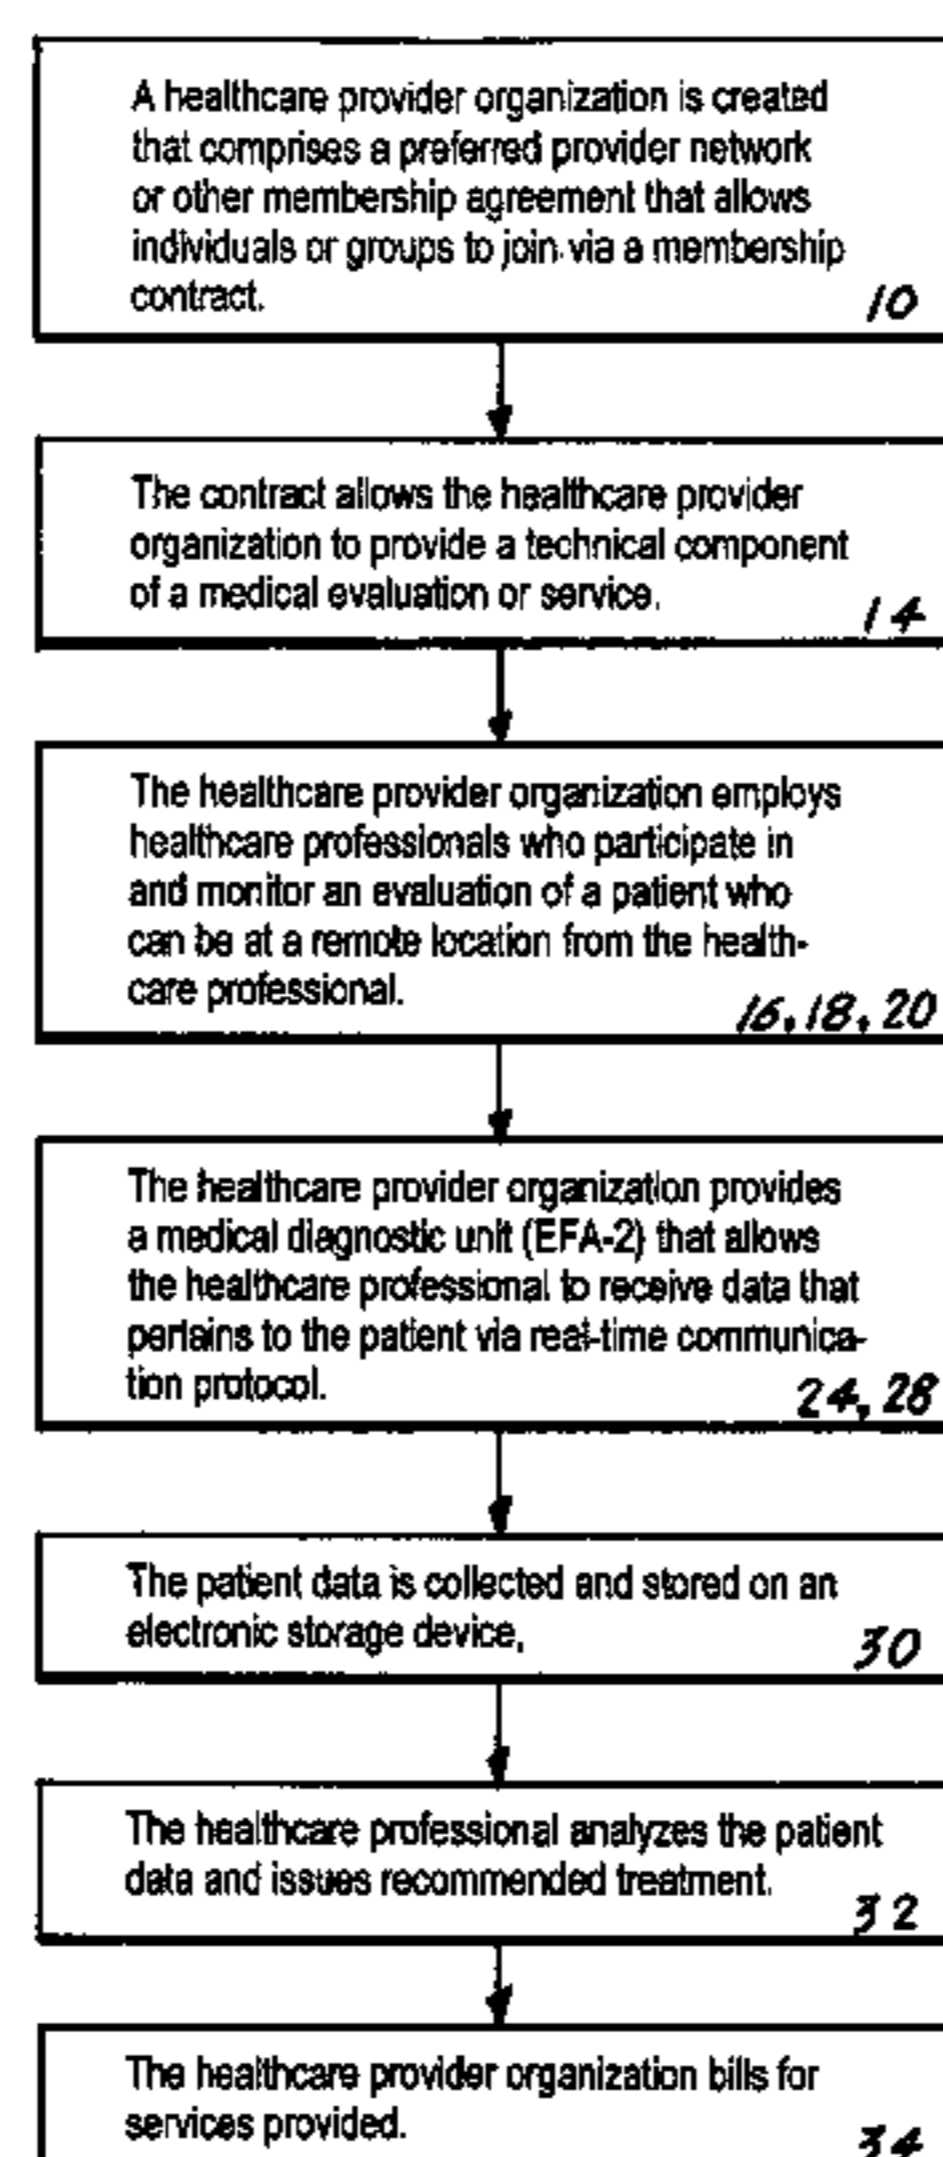 A healthcare provider organization is created
that comprises a preferred provider network
or other membership agreement that allows
individuals or groups to join via a membership
contract.
10
The contract allows the healthcare provider
organization to provide a technical component
of a medical evaluation or service.
14
The healthcare provider organization employs
healthcare professionals who participate in
and monitor an evaluation of a patient who
can be at a remote location from the health-
care professional.
16, 18, 20
The healthcare provider organization provides
a medical diagnostic unit (EFA-2) that allows
the healthcare professional to receive data that
pertains to the patient via real-time communica-
tion protocol.
24, 28
The patient data is collected and stored on an
electronic storage device.
30
The healthcare professional analyzes the patient
data and issues recommended treatment.
32
The healthcare provider organization bills for
services provided.
34